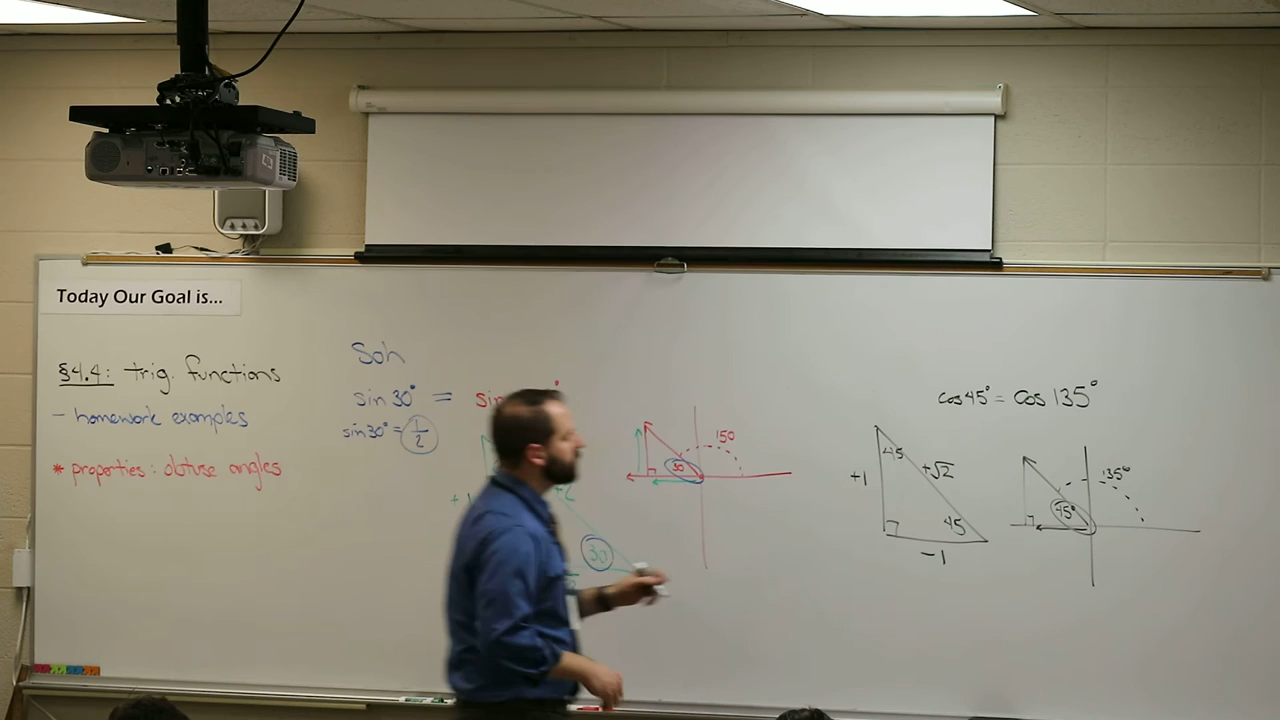 Today Our Goal is...
§4.4: trig. functions
- homework examples
* properties: obtuse angles
Soh
sin 30° = sin
sin 30° = 1/2
30
30
150
cos 45° = cos 135°
+1
45
+√2
45
-1
45°
135°